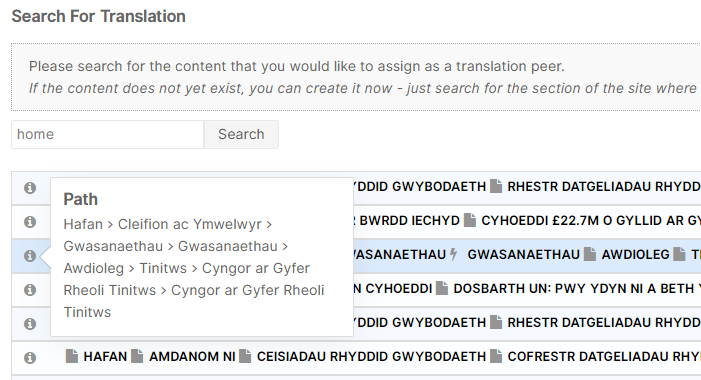 Search For Translation
Please search for the content that you would like to assign as a translation peer.
If the content does not yet exist, you can create it now - just search for the section of the site where
home
Search
Path
Hafan > Cleifion ac Ymwelwyr >
Gwasanaethau > Gwasanaethau >
Awdioleg > Tinitws > Cyngor ar Gyfer
Rheoli Tinitws > Cyngor ar Gyfer Rheoli
Tinitws
YDDID GWYBODAETH RHESTR DATGELIADAU RHYDD
R BWRDD IECHYD CYHOEDDI £22.7M O GYLLID AR GY
WASANAETHAU GWASANAETHAU AWDIOLEG
N CYHOEDDI DOSBARTH UN: PWY YDYN NI A BETH Y
YDDID GWYBODAETH RHESTR DATGELIADAU RHYDD
HAFAN AMDANOM NI CEISIADAU RHYDDID GWYBODAETH COFRESTR DATGELIADAU RHY